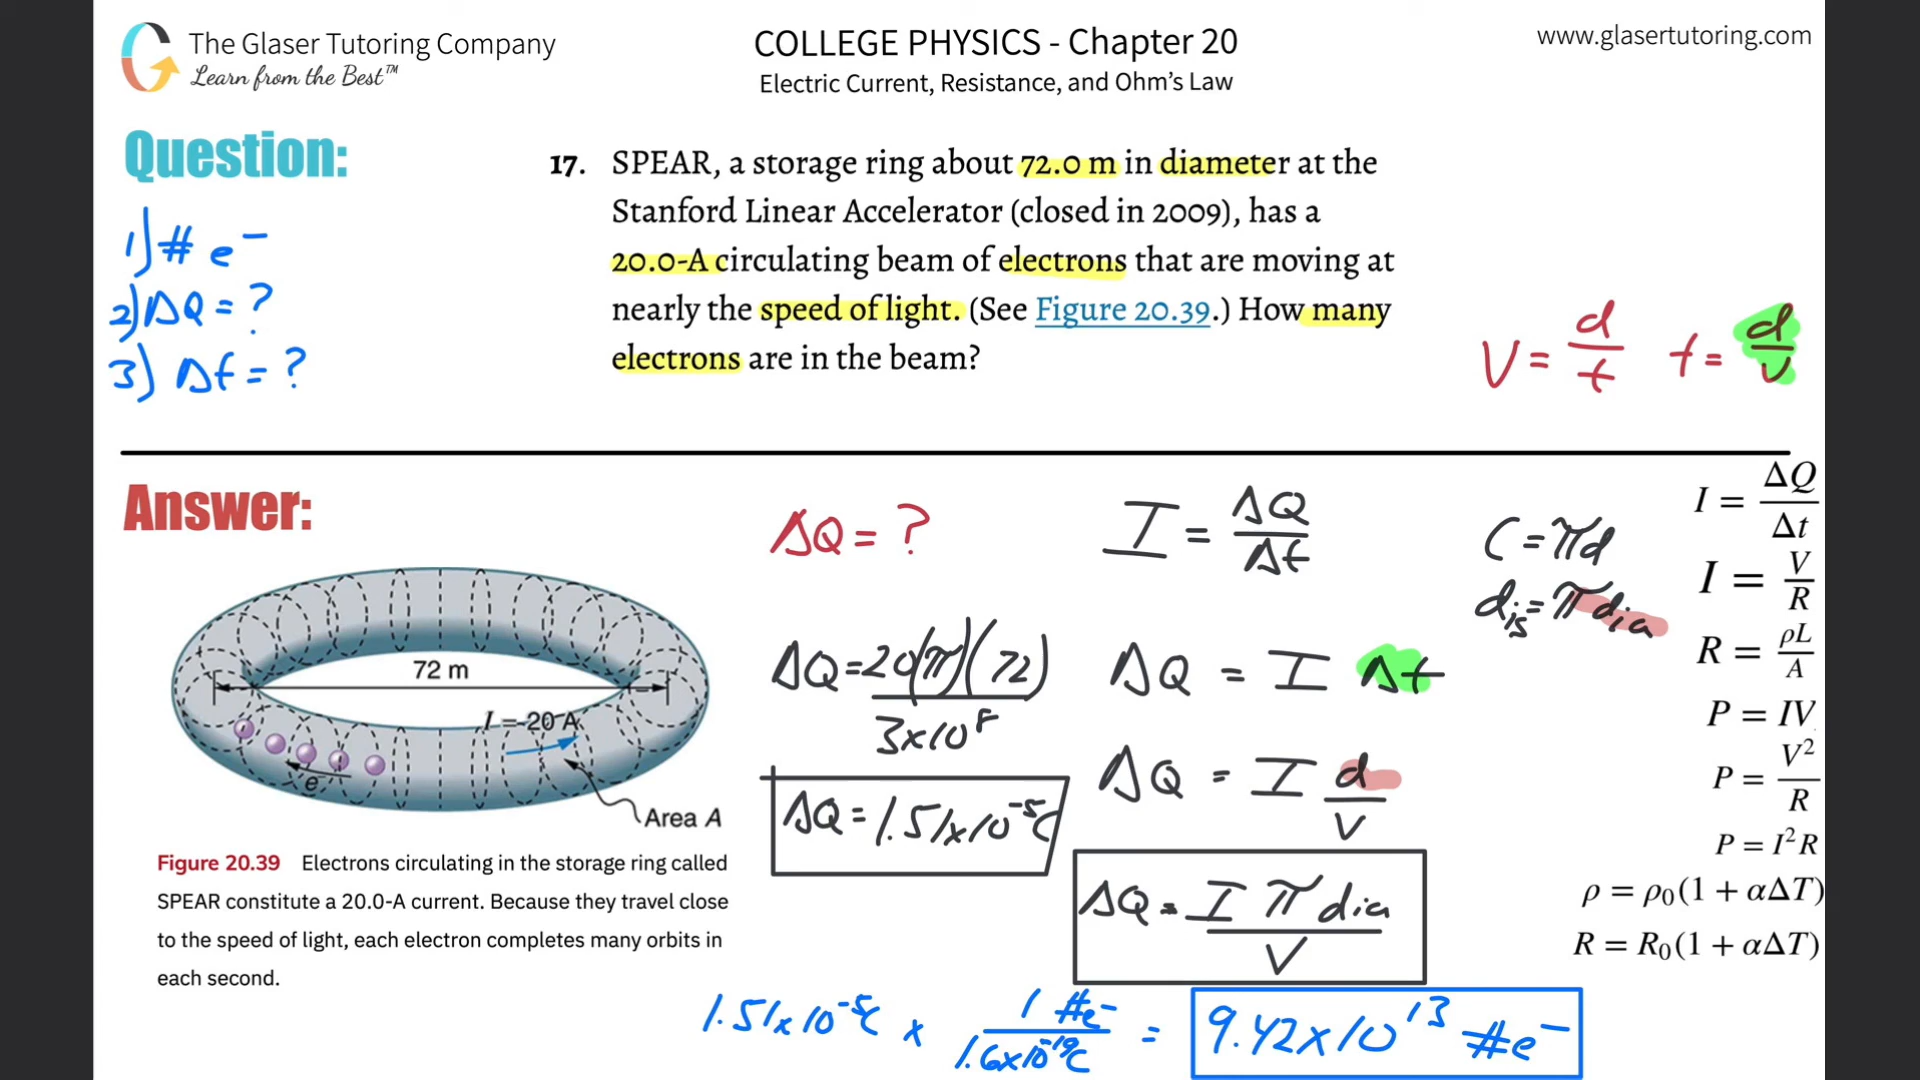 The Glaser Tutoring Company
Learn from the Best™
COLLEGE PHYSICS - Chapter 20
Electric Current, Resistance, and Ohm's Law
www.glasertutoring.com
Question:
1) # e⁻
2) ΔQ = ?
3) Δt = ?
17. SPEAR, a storage ring about 72.0 m in diameter at the
Stanford Linear Accelerator (closed in 2009), has a
20.0-A circulating beam of electrons that are moving at
nearly the speed of light. (See Figure 20.39.) How many
electrons are in the beam?
V = d/t t = d/v
Answer:
72 m
I = 20 A
e⁻
Area A
Figure 20.39 Electrons circulating in the storage ring called
SPEAR constitute a 20.0-A current. Because they travel close
to the speed of light, each electron completes many orbits in
each second.
ΔQ = ?
ΔQ = 20(π)(72) / 3x10⁸
ΔQ = 1.51x10⁻⁵C
I = ΔQ/Δt
ΔQ = I Δt
ΔQ = I d/v
ΔQ = I π dia / V
C = πd
dis = π dia
I = ΔQ/Δt
I = V/R
R = ρL/A
P = IV
P = V²/R
P = I²R
ρ = ρ₀(1 + αΔT)
R = R₀(1 + αΔT)
1.51x10⁻⁵C x 1 #e⁻ / 1.6x10⁻¹⁹C = 9.42x10¹³ #e⁻